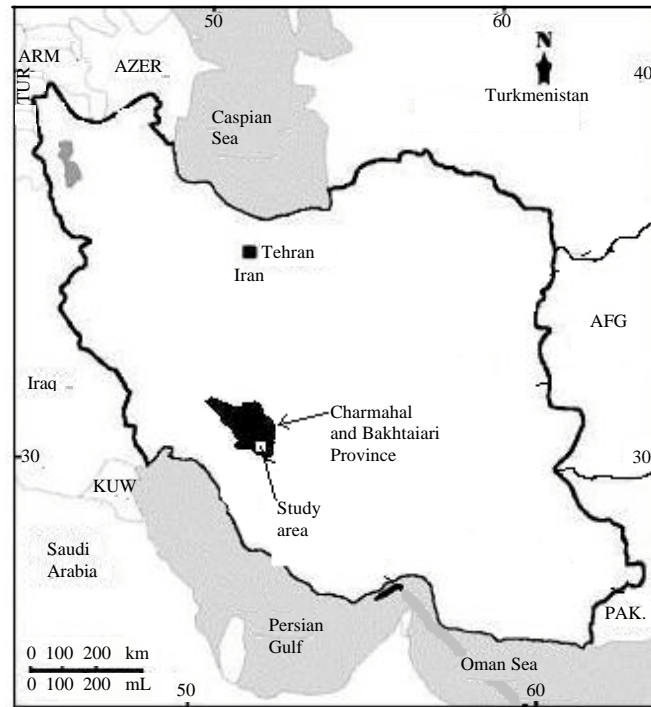 50
60
ARM
AZER
TUR
N
40
Turkmenistan
Caspian
Sea
Tehran
Iran
AFG
Iraq
Charmahal
and Bakhtaiari
Province
30
30
KUW
Study
area
Saudi
Arabia
PAK.
Persian
Gulf
Oman Sea
0 100 200 km
0 100 200 mL
50
60